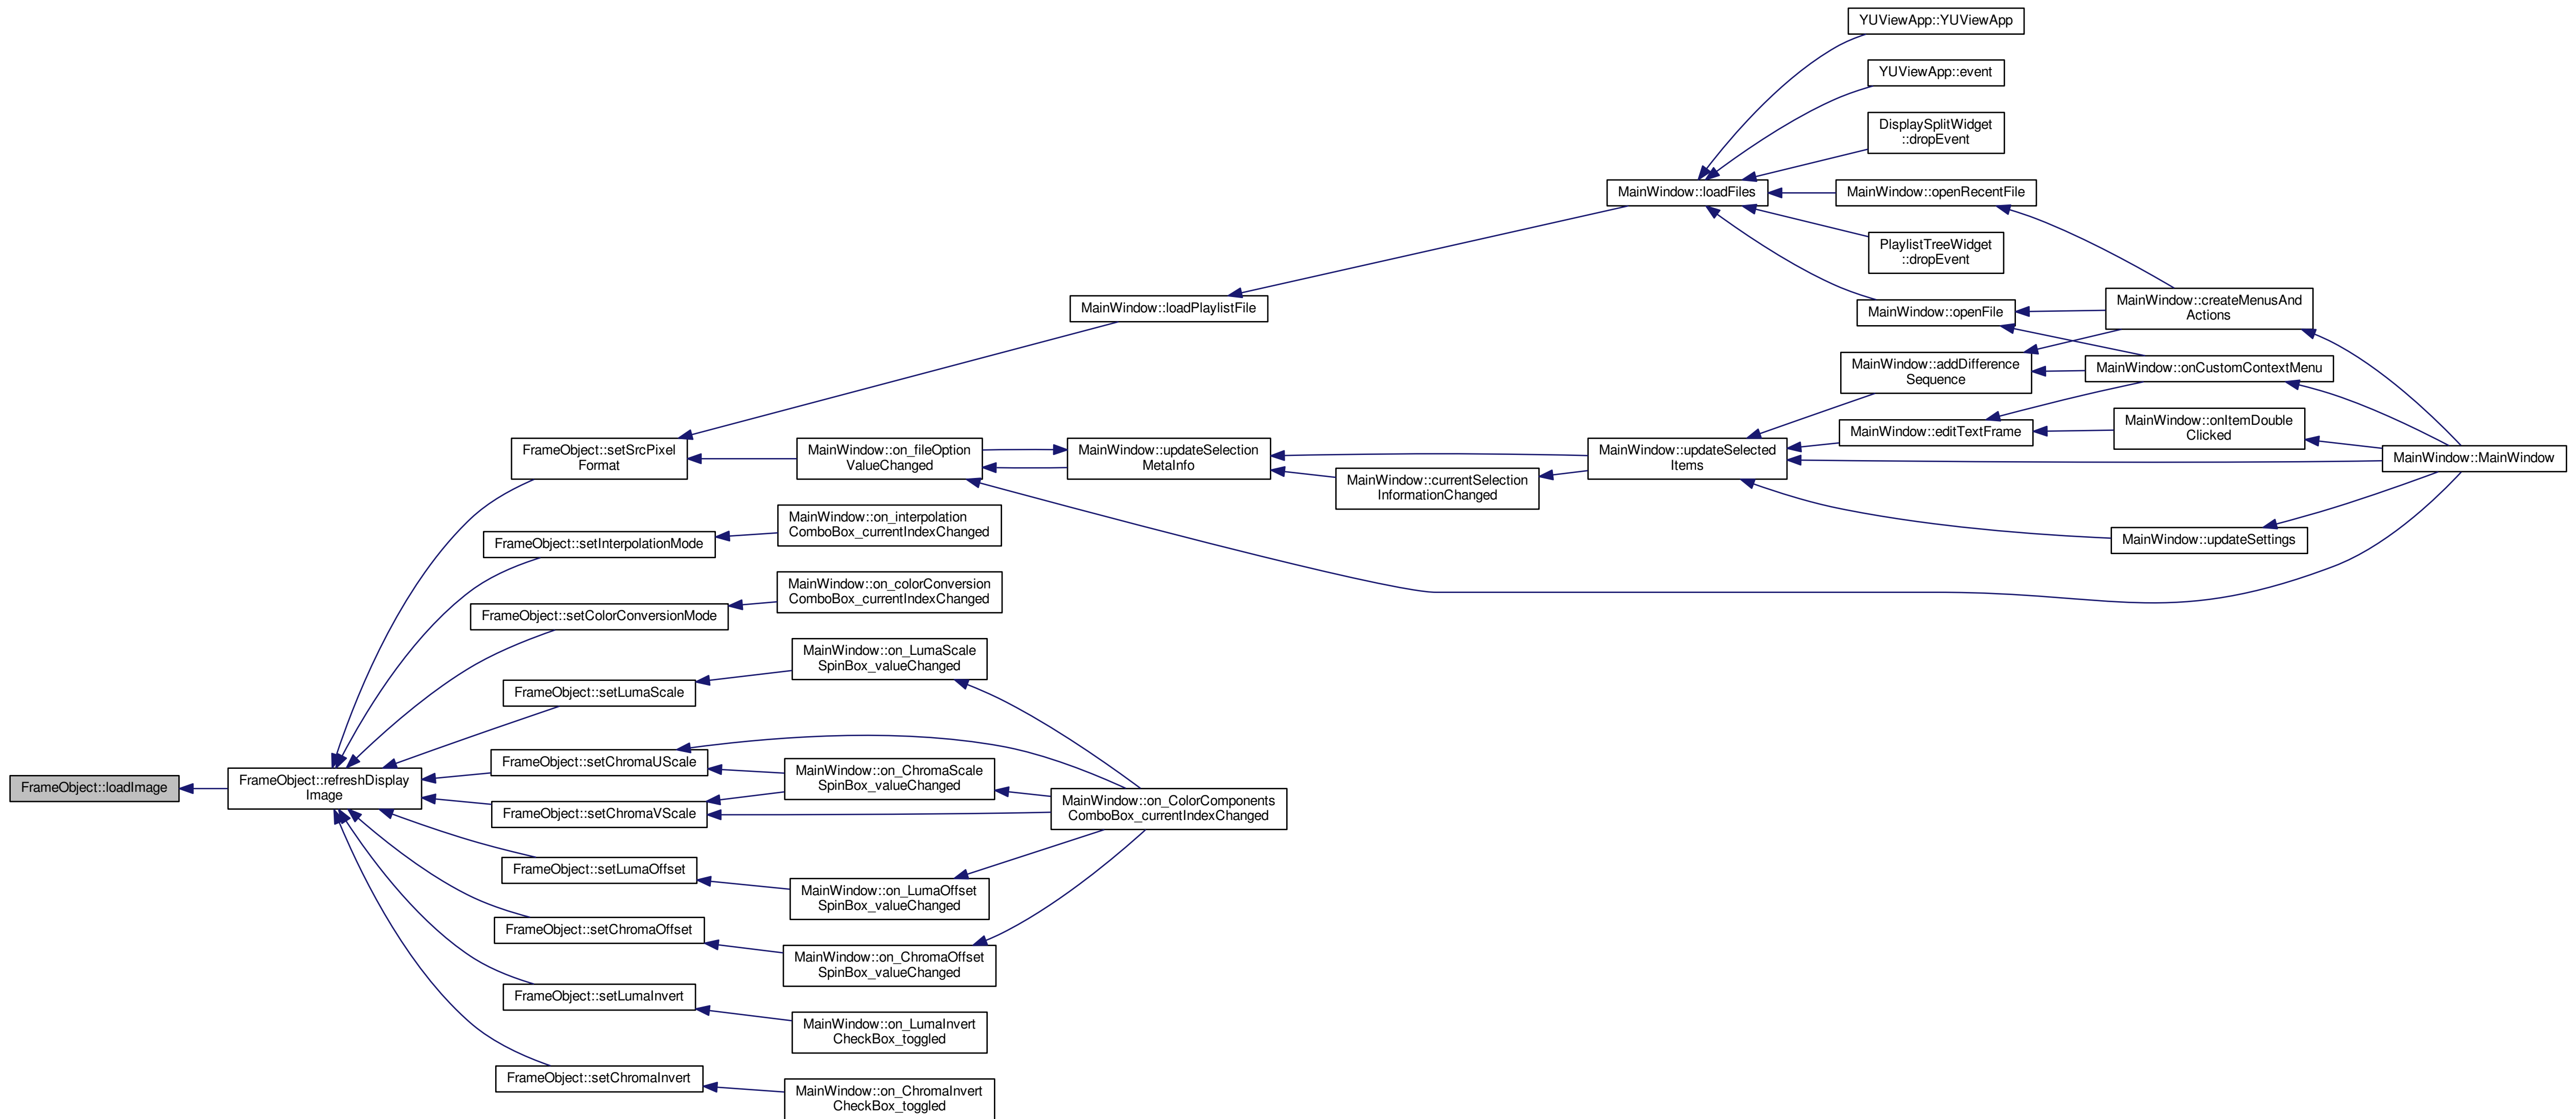 YUViewApp::YUViewApp
YUViewApp::event
DisplaySplitWidget
::dropEvent
MainWindow::loadFiles
MainWindow::openRecentFile
PlaylistTreeWidget
::dropEvent
MainWindow::loadPlaylistFile
MainWindow::openFile
MainWindow::createMenusAnd
Actions
MainWindow::addDifference
Sequence
MainWindow::onCustomContextMenu
FrameObject::setSrcPixel
Format
MainWindow::on_fileOption
ValueChanged
MainWindow::updateSelection
MetaInfo
MainWindow::currentSelection
InformationChanged
MainWindow::updateSelected
Items
MainWindow::editTextFrame
MainWindow::onItemDouble
Clicked
MainWindow::MainWindow
MainWindow::updateSettings
FrameObject::setInterpolationMode
MainWindow::on_interpolation
ComboBox_currentIndexChanged
FrameObject::setColorConversionMode
MainWindow::on_colorConversion
ComboBox_currentIndexChanged
FrameObject::setLumaScale
MainWindow::on_LumaScale
SpinBox_valueChanged
FrameObject::loadImage
FrameObject::refreshDisplay
Image
FrameObject::setChromaUScale
MainWindow::on_ChromaScale
SpinBox_valueChanged
FrameObject::setChromaVScale
MainWindow::on_ColorComponents
ComboBox_currentIndexChanged
FrameObject::setLumaOffset
MainWindow::on_LumaOffset
SpinBox_valueChanged
FrameObject::setChromaOffset
MainWindow::on_ChromaOffset
SpinBox_valueChanged
FrameObject::setLumaInvert
MainWindow::on_LumaInvert
CheckBox_toggled
FrameObject::setChromaInvert
MainWindow::on_ChromaInvert
CheckBox_toggled